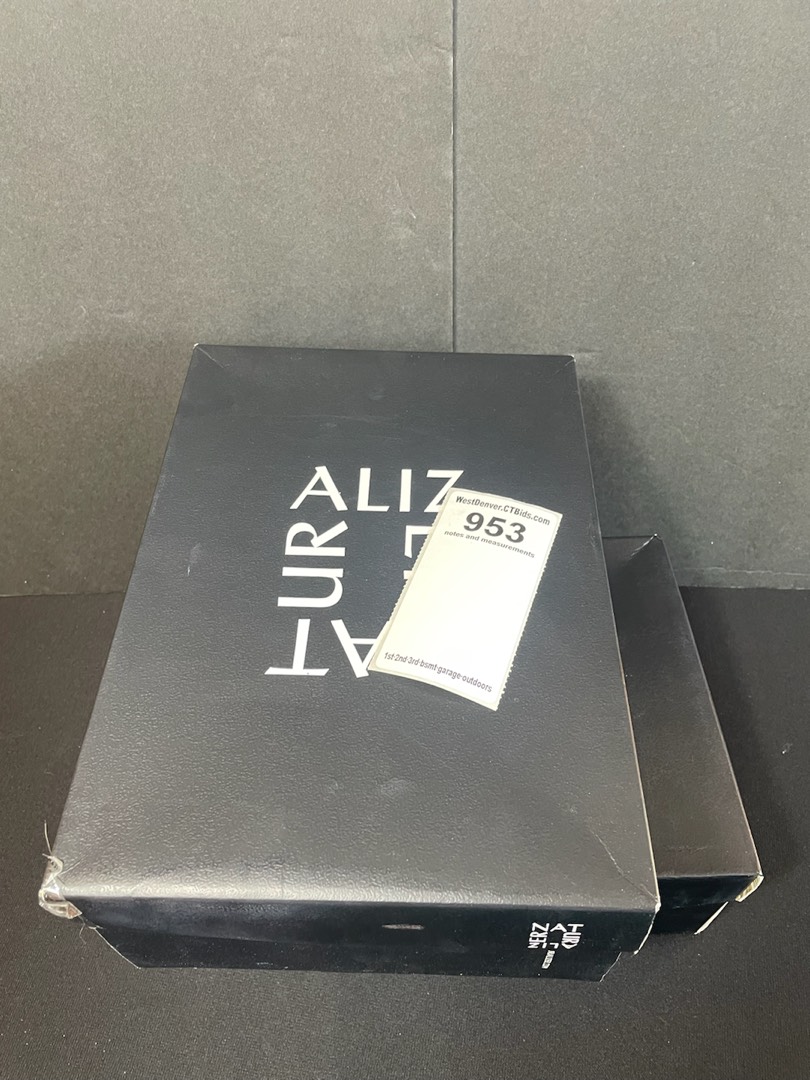 ALIZ
UR
AT
WestDenver.CTBids.com
953
notes and measurements
1st·2nd·3rd·bsmt·garage·outdoors